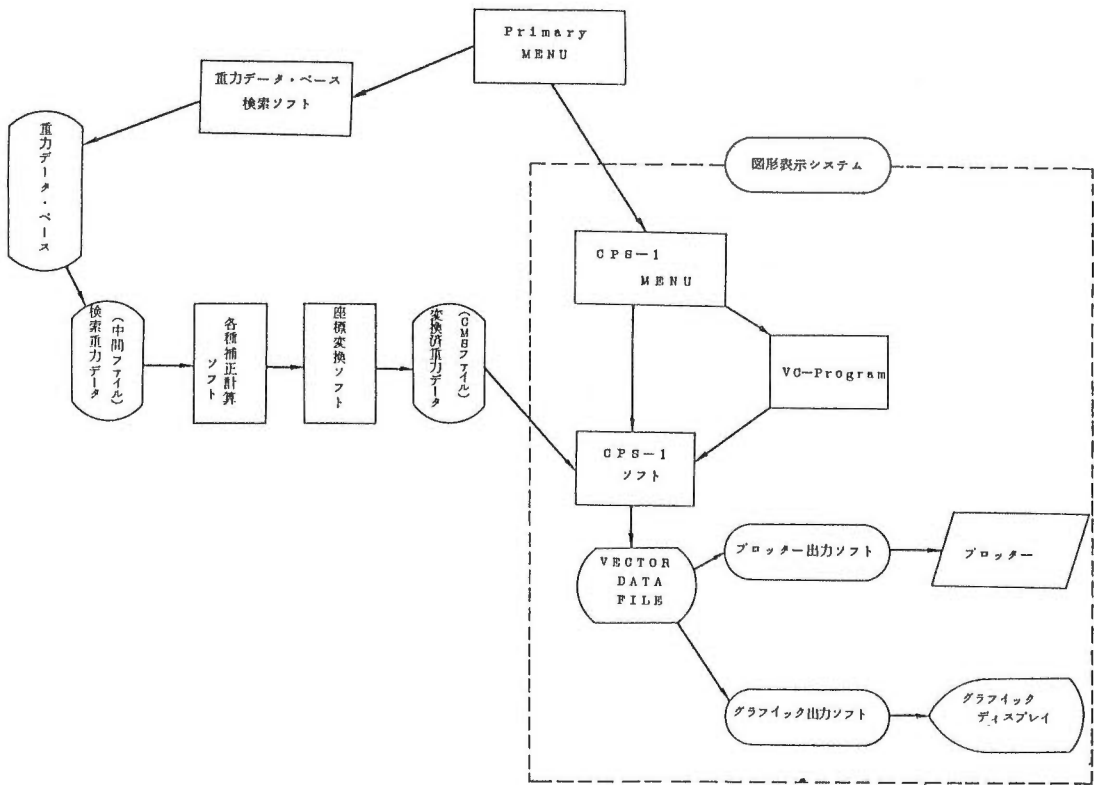 Primary
MENU
重力データ・ベース
検索ソフト
重力データ・ベース
図形表示システム
CPS－1
MENU
検索重力データ
(中間ファイル)
各種補正計算
ソフト
座標変換ソフト
変換済重力データ
(CMSファイル)
VC－Program
CPS－1
ソフト
VECTOR
DATA
FILE
プロッター出力ソフト
プロッター
グラフイック出力ソフト
グラフイック
ディスプレイ